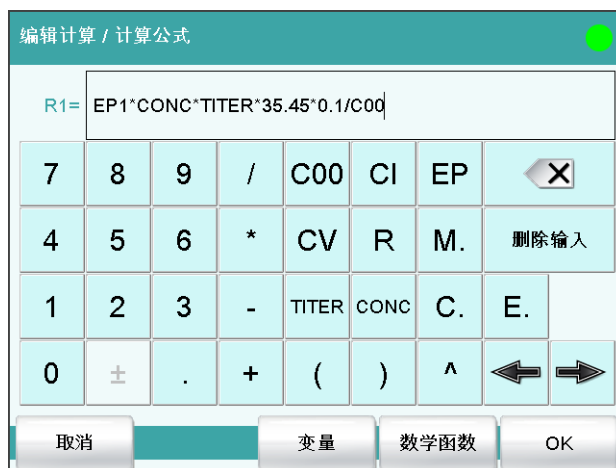 编辑计算 / 计算公式
R1= EP1*CONC*TITER*35.45*0.1/C00
7 8 9 / C00 CI EP
4 5 6 * CV R M. 删除输入
1 2 3 - TITER CONC C. E.
0 ± . + ( ) ^
取消 变量 数学函数 OK